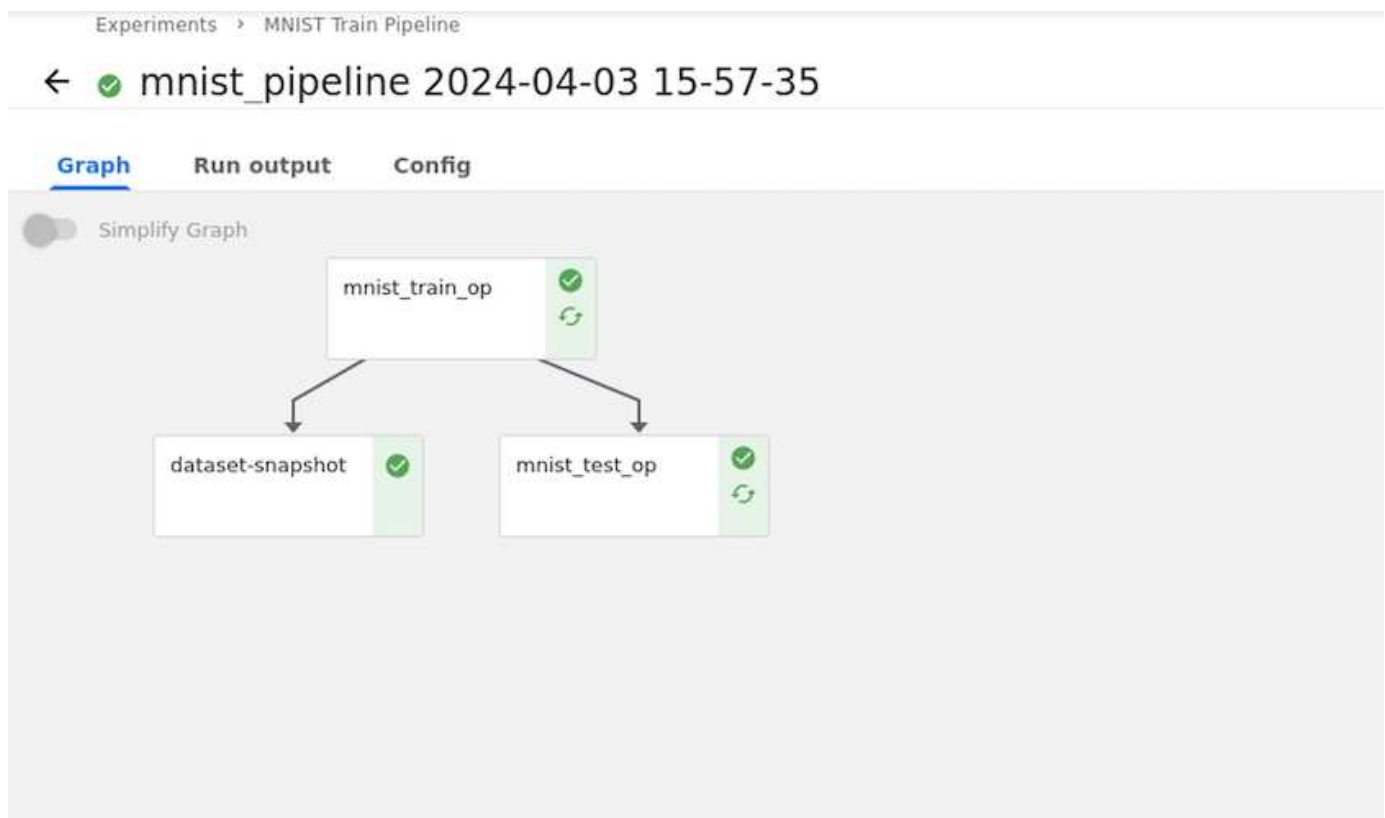 Experiments > MNIST Train Pipeline
mnist_pipeline 2024-04-03 15-57-35
Graph Run output Config
Simplify Graph
mnist_train_op
dataset-snapshot mnist_test_op